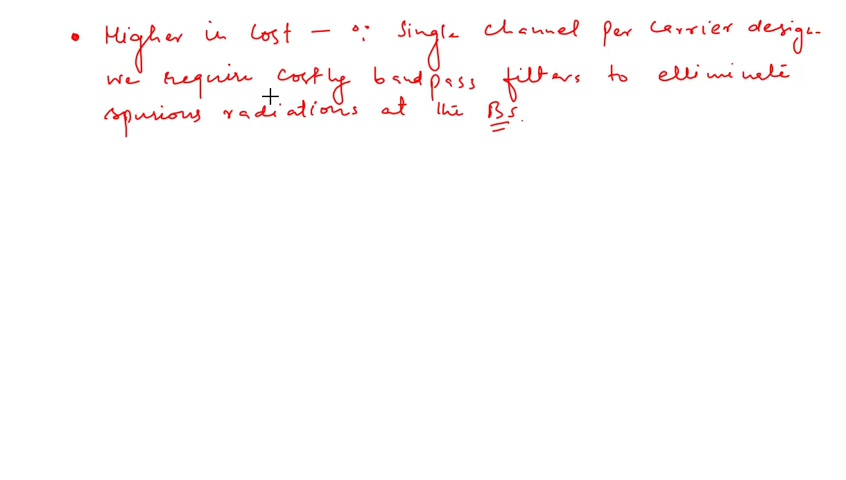 • Higher in Cost – ∵ Single channel per carrier design
we require costly bandpass filters to elliminate
spurious radiations at the BS.